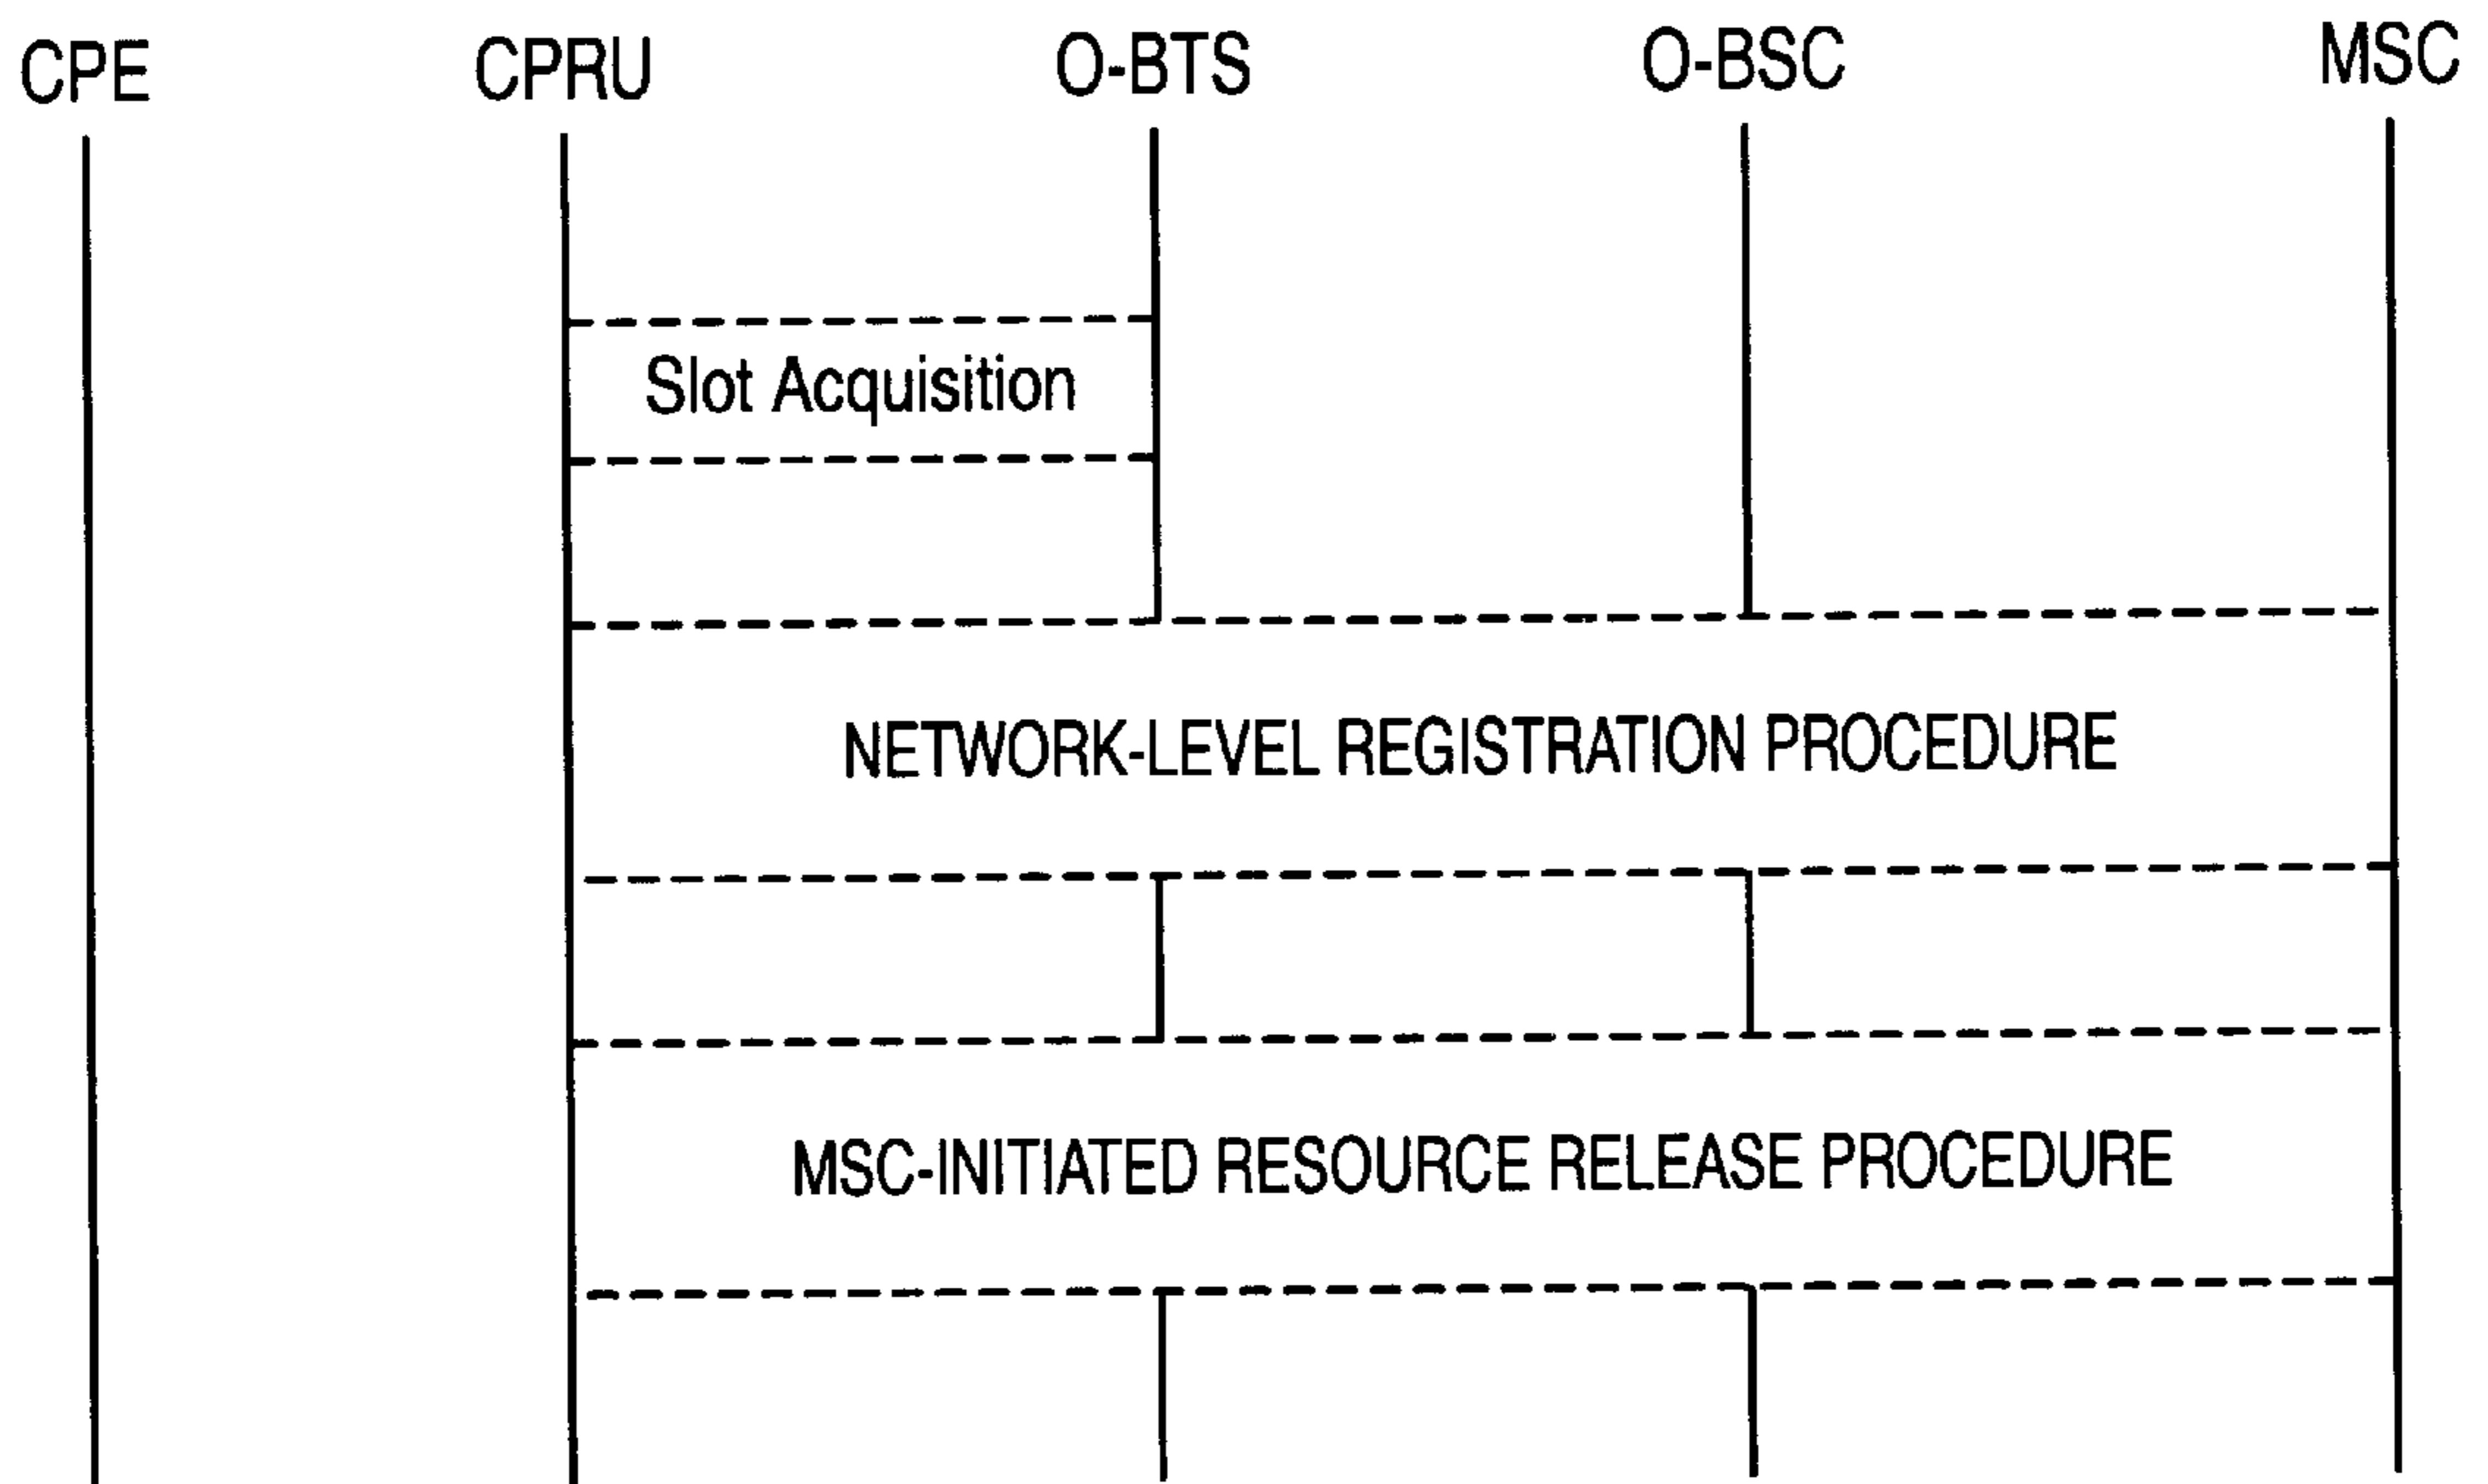 CPE CPRU O-BTS O-BSC MSC
Slot Acquisition
NETWORK-LEVEL REGISTRATION PROCEDURE
MSC-INITIATED RESOURCE RELEASE PROCEDURE